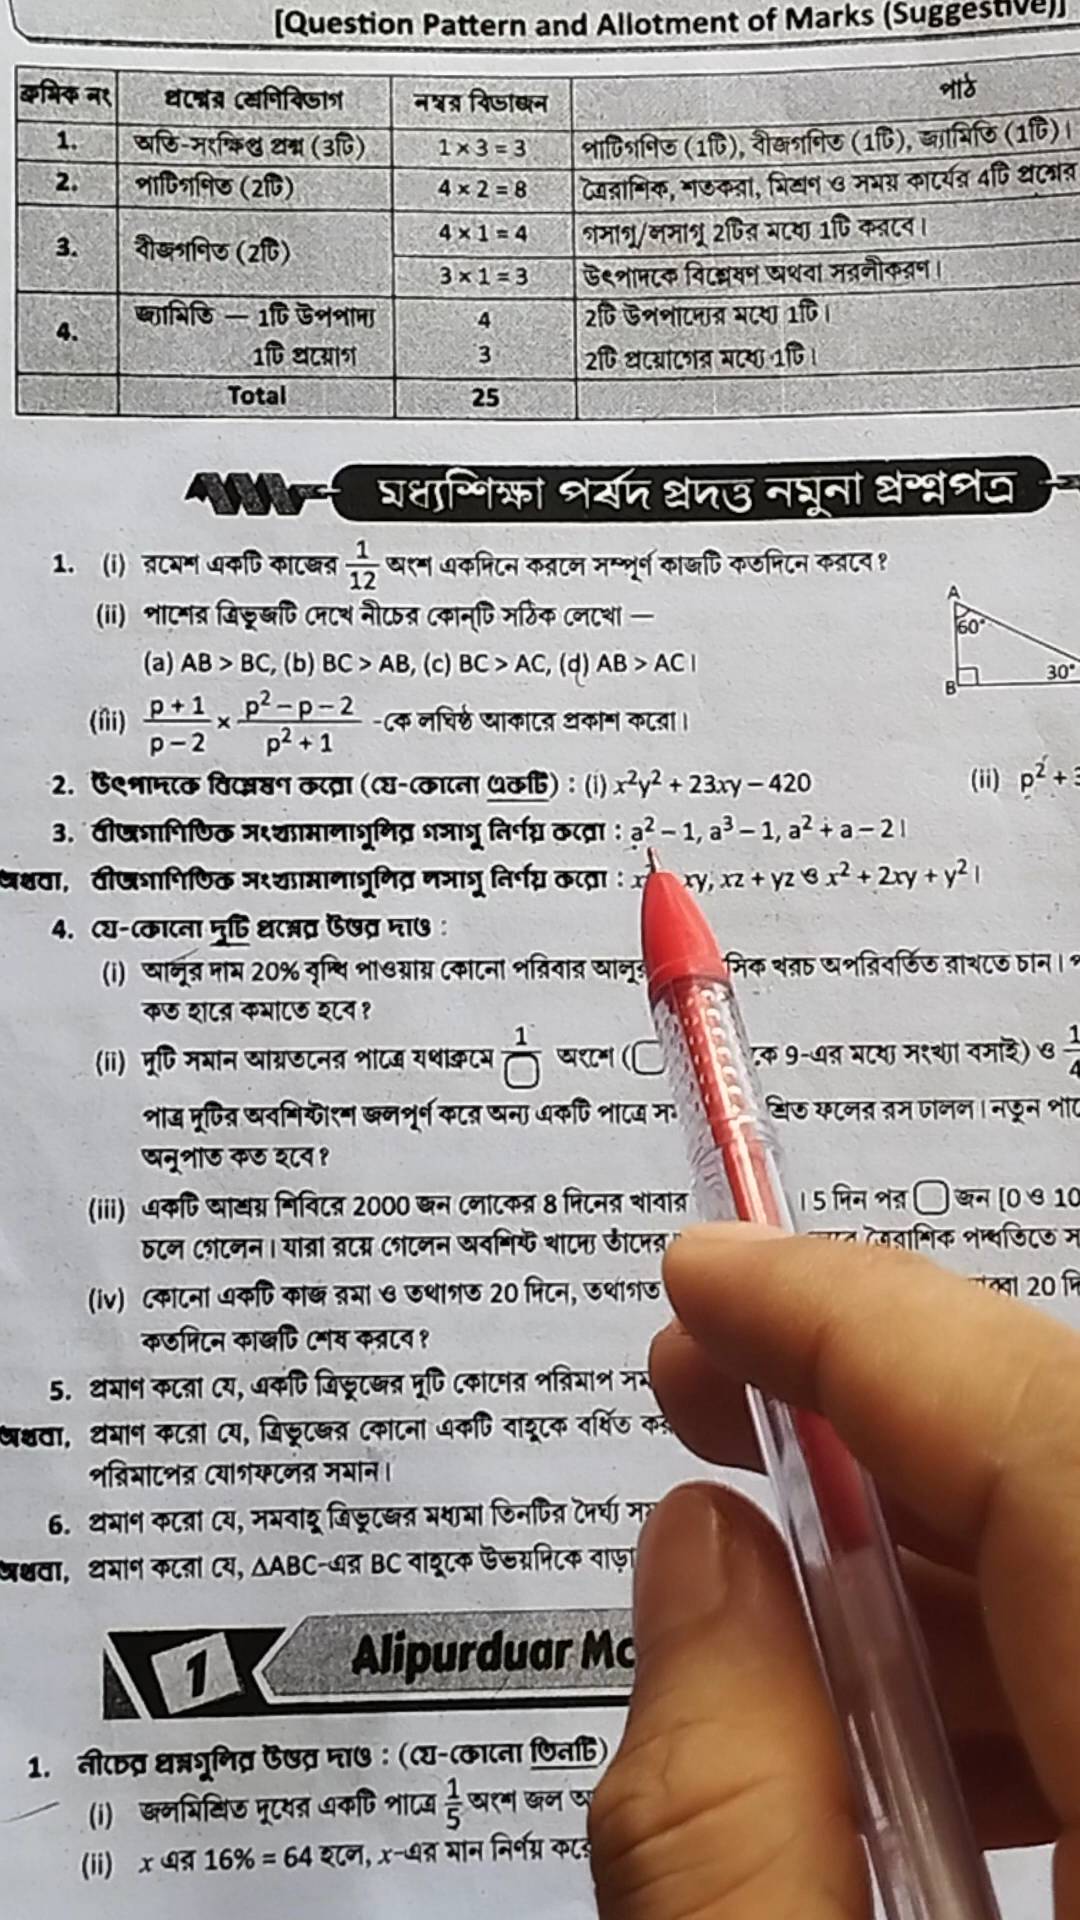 [Question Pattern and Allotment of Marks (Suggestive)]
ক্রমিক নং প্রশ্নের শ্রেণিবিভাগ নম্বর বিভাজন পাঠ
1. অতি-সংক্ষিপ্ত প্রশ্ন (3টি) 1 × 3 = 3 পাটিগণিত (1টি), বীজগণিত (1টি), জ্যামিতি (1টি)।
2. পাটিগণিত (2টি) 4 × 2 = 8 ত্রৈরাশিক, শতকরা, মিশ্রণ ও সময় কার্যের 4টি প্রশ্নের
3. বীজগণিত (2টি) 4 × 1 = 4 গসাগু/লসাগু 2টির মধ্যে 1টি করবে।
3 × 1 = 3 উৎপাদকে বিশ্লেষণ অথবা সরলীকরণ।
4. জ্যামিতি — 1টি উপপাদ্য 4 2টি উপপাদ্যের মধ্যে 1টি।
1টি প্রয়োগ 3 2টি প্রয়োগের মধ্যে 1টি।
Total 25
মধ্যশিক্ষা পর্ষদ প্রদত্ত নমুনা প্রশ্নপত্র
1. (i) রমেশ একটি কাজের 1/12 অংশ একদিনে করলে সম্পূর্ণ কাজটি কতদিনে করবে?
(ii) পাশের ত্রিভুজটি দেখে নীচের কোন্‌টি সঠিক লেখো —
(a) AB > BC, (b) BC > AB, (c) BC > AC, (d) AB > AC।
A 60° B 30°
(iii) p + 1/p – 2 × p² – p – 2/p² + 1 -কে লঘিষ্ঠ আকারে প্রকাশ করো।
2. উৎপাদকে বিশ্লেষণ করো (যে-কোনো একটি) : (i) x²y² + 23xy – 420 (ii) p² +
3. বীজগাণিতিক সংখ্যামালাগুলির গসাগু নির্ণয় করো : a² – 1, a³ – 1, a² + a – 2।
অথবা, বীজগাণিতিক সংখ্যামালাগুলির লসাগু নির্ণয় করো : xy, xz + yz ও x² + 2xy + y²।
4. যে-কোনো দুটি প্রশ্নের উত্তর দাও :
(i) আলুর দাম 20% বৃদ্ধি পাওয়ায় কোনো পরিবার আলুর সিক খরচ অপরিবর্তিত রাখতে চান।
কত হারে কমাতে হবে?
(ii) দুটি সমান আয়তনের পাত্রে যথাক্রমে 1/□ অংশে (□ কে 9-এর মধ্যে সংখ্যা বসাই) ও 1/4
পাত্র দুটির অবশিষ্টাংশ জলপূর্ণ করে অন্য একটি পাত্রে শ্রিত ফলের রস ঢালল। নতুন
অনুপাত কত হবে?
(iii) একটি আশ্রয় শিবিরে 2000 জন লোকের 8 দিনের খাবার । 5 দিন পর □ জন [0 ও 10
চলে গেলেন। যারা রয়ে গেলেন অবশিষ্ট খাদ্যে তাঁদের ত্রৈরাশিক পদ্ধতিতে
(iv) কোনো একটি কাজ রমা ও তথাগত 20 দিনে, তথাগত 20
কতদিনে কাজটি শেষ করবে?
5. প্রমাণ করো যে, একটি ত্রিভুজের দুটি কোণের পরিমাপ
অথবা, প্রমাণ করো যে, ত্রিভুজের কোনো একটি বাহুকে বর্ধিত
পরিমাপের যোগফলের সমান।
6. প্রমাণ করো যে, সমবাহু ত্রিভুজের মধ্যমা তিনটির দৈর্ঘ্য
অথবা, প্রমাণ করো যে, △ABC-এর BC বাহুকে উভয়দিকে
1 Alipurduar
1. নীচের প্রশ্নগুলির উত্তর দাও : (যে-কোনো তিনটি)
(i) জলমিশ্রিত দুধের একটি পাত্রে 1/5 অংশ জল
(ii) x এর 16% = 64 হলে, x-এর মান নির্ণয়